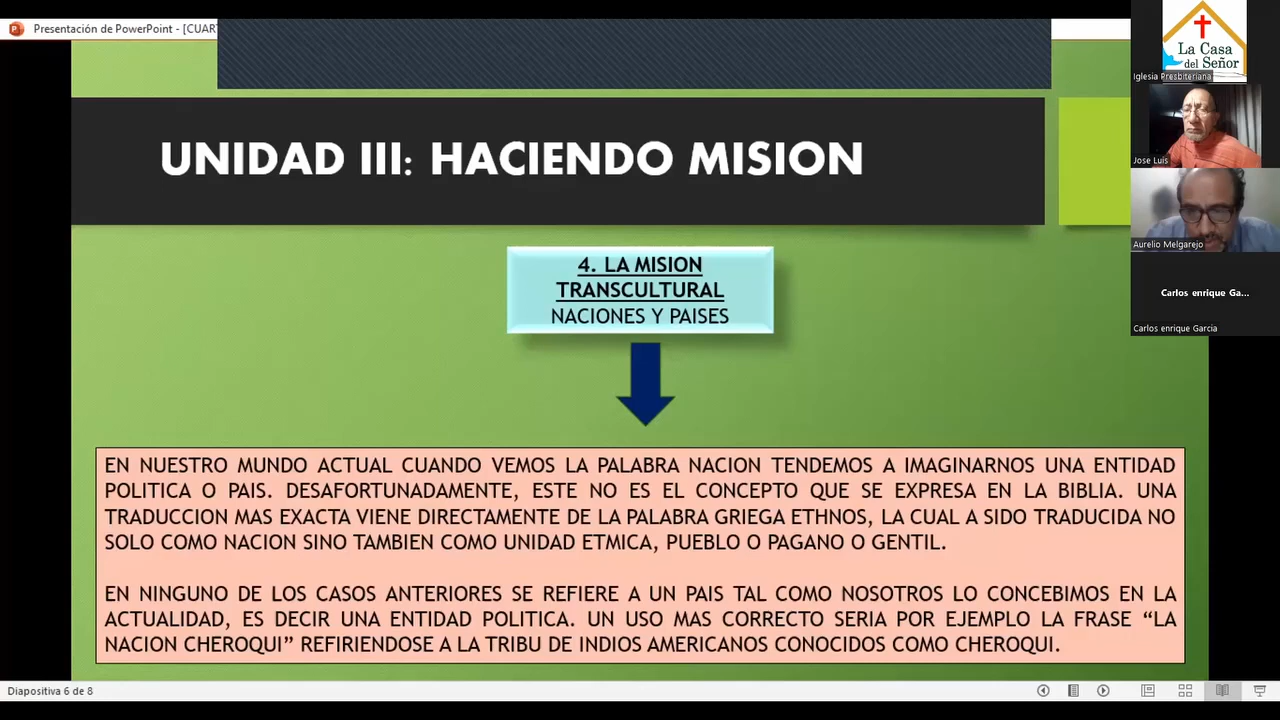 Presentación de PowerPoint - [CUAR
La Casa
del Señor
Iglesia Presbiteriana
Jose Luis
Aurelio Melgarejo
Carlos enrique Ga...
Carlos enrique Garcia
UNIDAD III: HACIENDO MISION
4. LA MISION
TRANSCULTURAL
NACIONES Y PAISES
EN NUESTRO MUNDO ACTUAL CUANDO VEMOS LA PALABRA NACION TENDEMOS A IMAGINARNOS UNA ENTIDAD
POLITICA O PAIS. DESAFORTUNADAMENTE, ESTE NO ES EL CONCEPTO QUE SE EXPRESA EN LA BIBLIA. UNA
TRADUCCION MAS EXACTA VIENE DIRECTAMENTE DE LA PALABRA GRIEGA ETHNOS, LA CUAL A SIDO TRADUCIDA NO
SOLO COMO NACION SINO TAMBIEN COMO UNIDAD ETMICA, PUEBLO O PAGANO O GENTIL.
EN NINGUNO DE LOS CASOS ANTERIORES SE REFIERE A UN PAIS TAL COMO NOSOTROS LO CONCEBIMOS EN LA
ACTUALIDAD, ES DECIR UNA ENTIDAD POLITICA. UN USO MAS CORRECTO SERIA POR EJEMPLO LA FRASE “LA
NACION CHEROQUI” REFIRIENDOSE A LA TRIBU DE INDIOS AMERICANOS CONOCIDOS COMO CHEROQUI.
Diapositiva 6 de 8